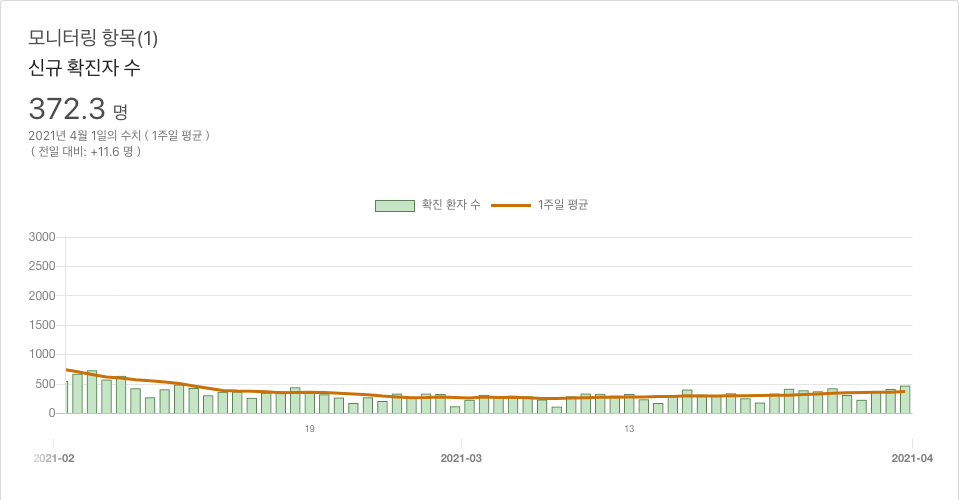 모니터링 항목(1)
신규 확진자 수
372.3 명
2021년 4월 1일의 수치 ( 1주일 평균 )
( 전일 대비: +11.6 명 )
확진 환자 수 1주일 평균
3000
2500
2000
1500
1000
500
0
19 13
2021-02 2021-03 2021-04